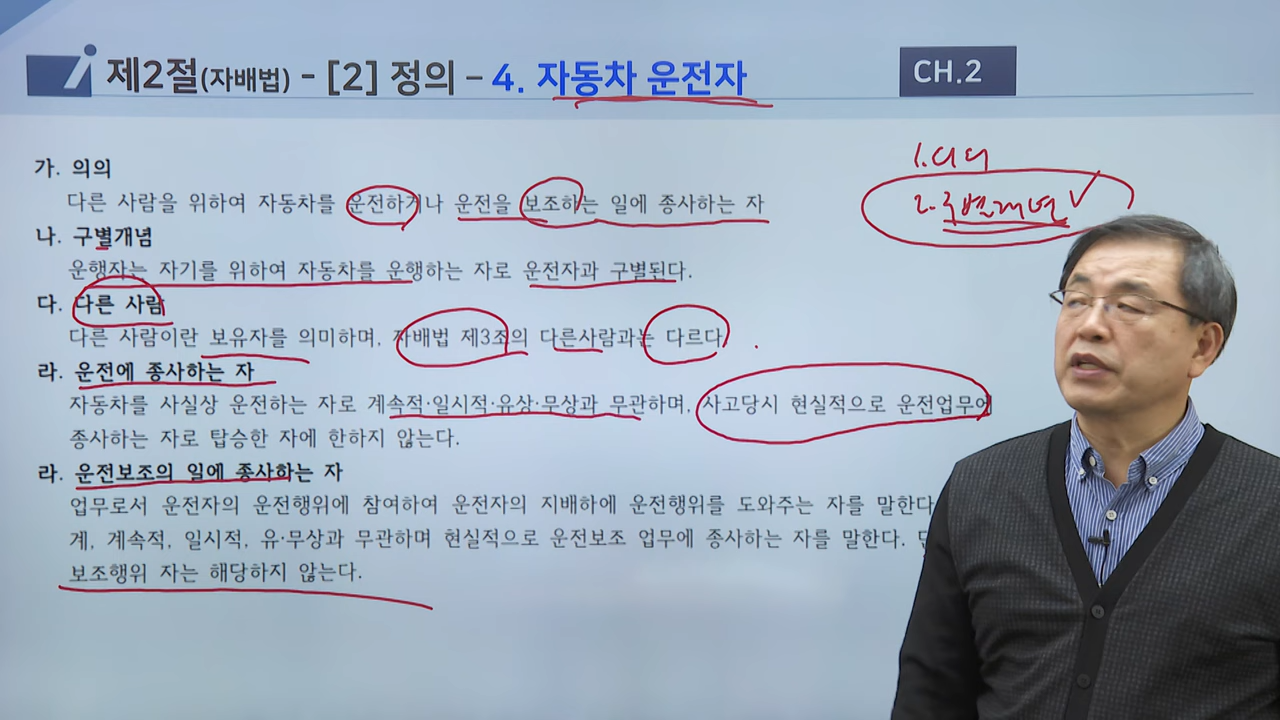 제2절(자배법) - [2] 정의 – 4. 자동차 운전자
CH.2
가. 의의
다른 사람을 위하여 자동차를 운전하거나 운전을 보조하는 일에 종사하는 자
나. 구별개념
운행자는 자기를 위하여 자동차를 운행하는 자로 운전자과 구별된다.
다. 다른 사람
다른 사람이란 보유자를 의미하며, 자배법 제3조의 다른사람과는 다르다.
라. 운전에 종사하는 자
자동차를 사실상 운전하는 자로 계속적·일시적·유상·무상과 무관하며, 사고당시 현실적으로 운전업무에
종사하는 자로 탑승한 자에 한하지 않는다.
라. 운전보조의 일에 종사하는 자
업무로서 운전자의 운전행위에 참여하여 운전자의 지배하에 운전행위를 도와주는 자를 말한다
계, 계속적, 일시적, 유·무상과 무관하며 현실적으로 운전보조 업무에 종사하는 자를 말한다.
보조행위 자는 해당하지 않는다.
1.
2.